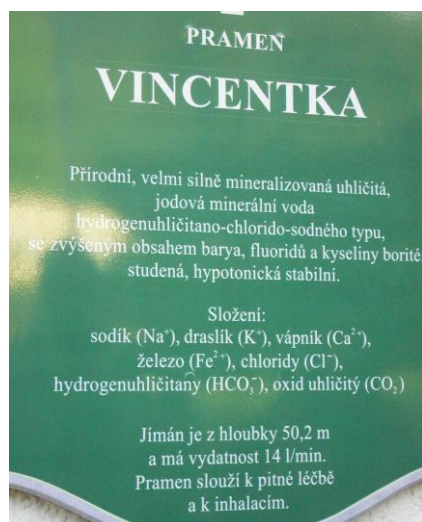 PRAMEN
VINCENTKA
Přírodní, velmi silně mineralizovaná uhličitá,
jodová minerální voda
hydrogenuhličitano-chlorido-sodného typu,
se zvýšeným obsahem barya, fluoridů a kyseliny borité
studená, hypotonická stabilní.
Složení:
sodík (Na⁺), draslík (K⁺), vápník (Ca²⁺),
železo (Fe²⁺), chloridy (Cl⁻),
hydrogenuhličitany (HCO₃⁻), oxid uhličitý (CO₂)
Jímán je z hloubky 50,2 m
a má vydatnost 14 l/min.
Pramen slouží k pitné léčbě
a k inhalacím.